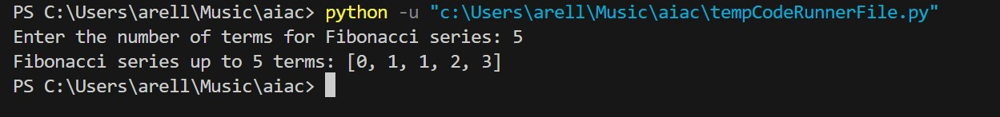 PS C:\Users\arell\Music\aiac> python -u "c:\Users\arell\Music\aiac\tempCodeRunnerFile.py"
Enter the number of terms for Fibonacci series: 5
Fibonacci series up to 5 terms: [0, 1, 1, 2, 3]
PS C:\Users\arell\Music\aiac>